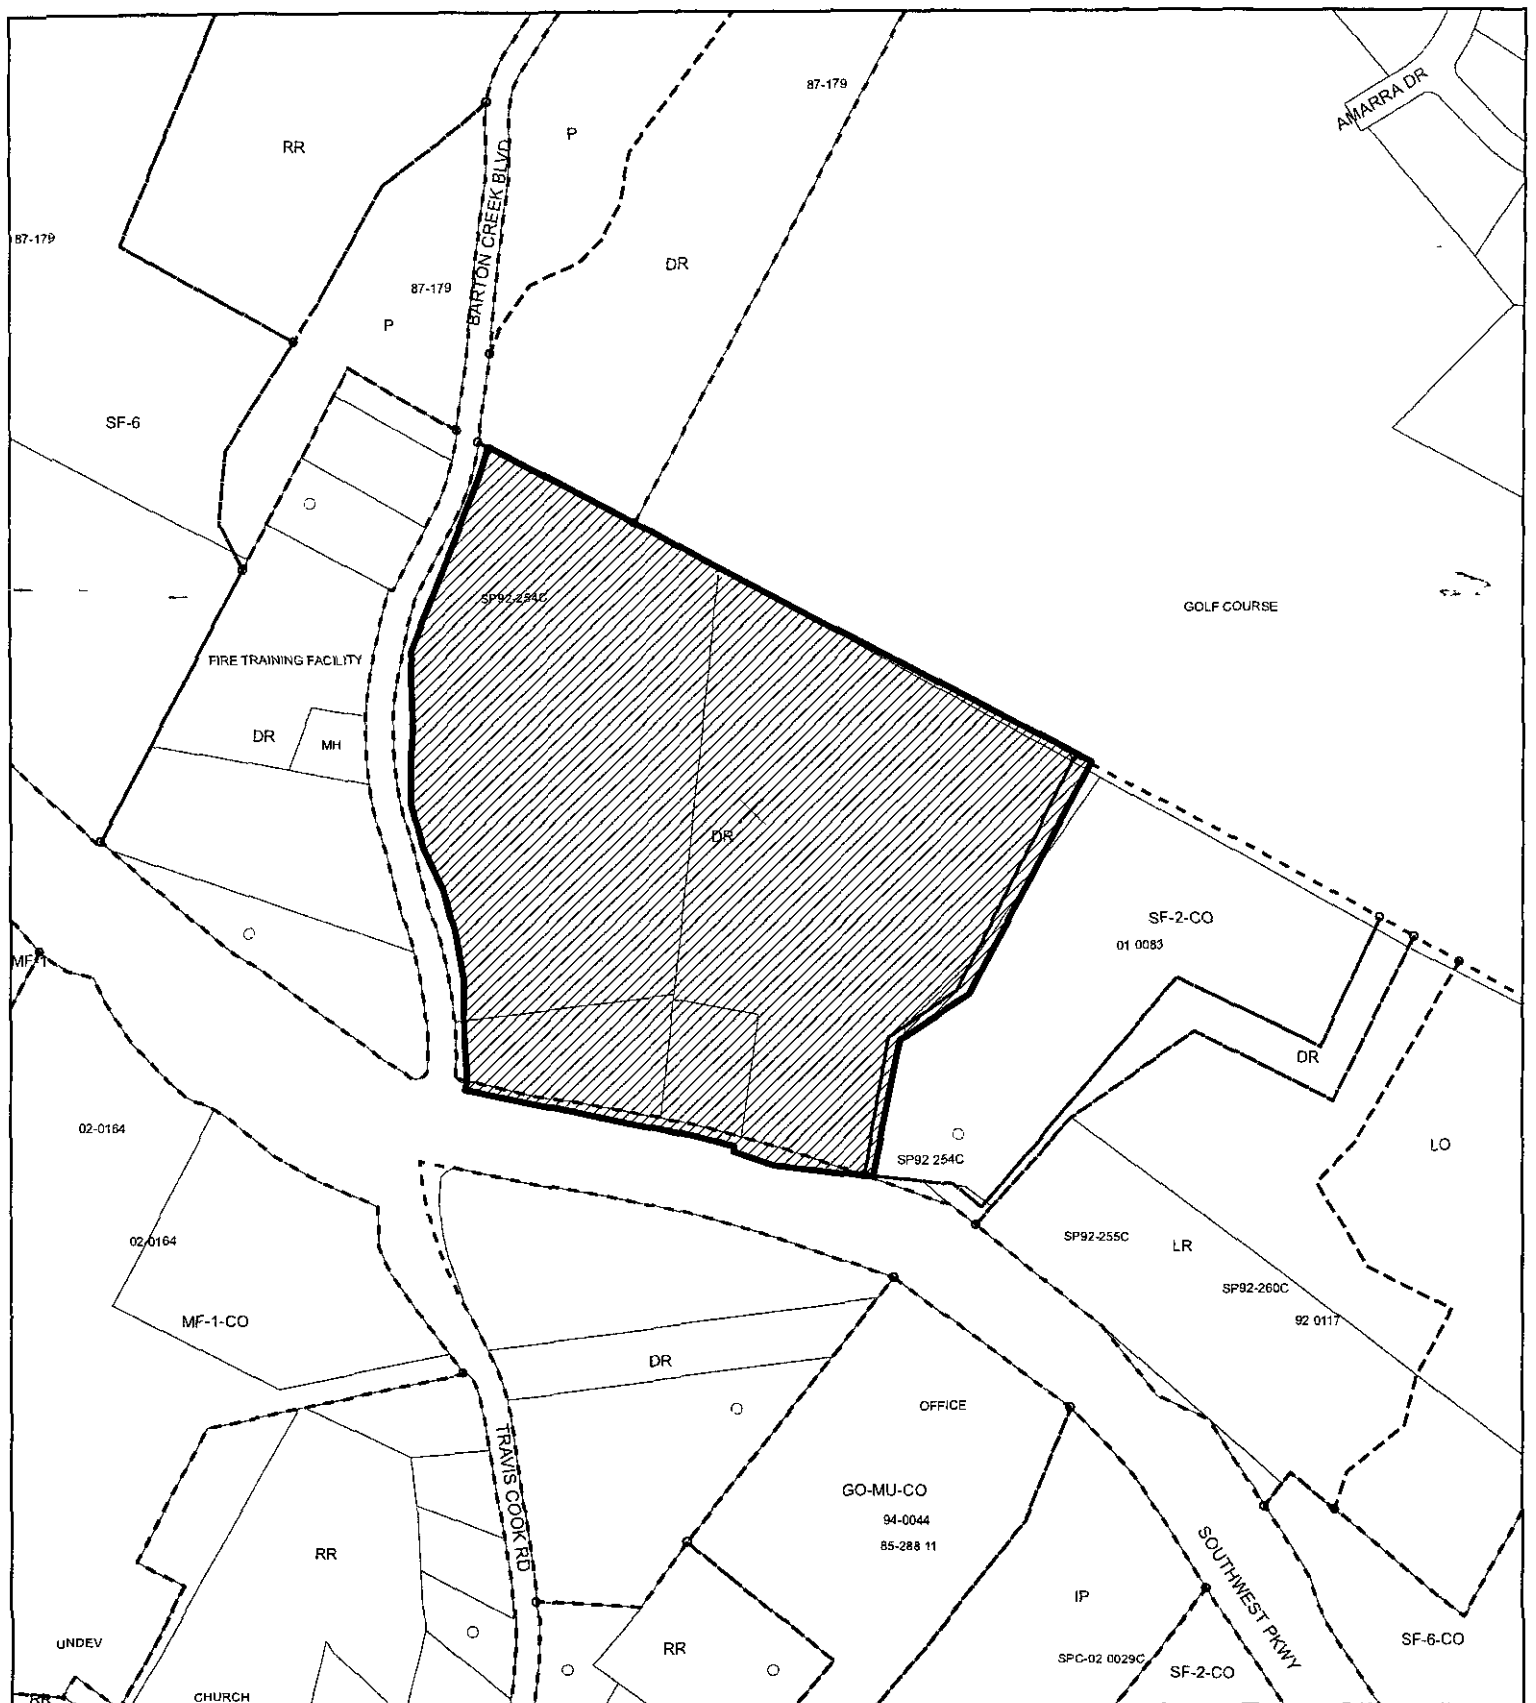 87-179
AMARRA DR
P
RR
BARTON CREEK BLVD
87-179
DR
87-179
P
SF-6
SP92-254C
GOLF COURSE
FIRE TRAINING FACILITY
DR
MH
DR
SF-2-CO
01 0083
MF-1
DR
02-0164
LO
SP92 254C
SP92-255C
LR
02-0164
SP92-260C
92 0117
MF-1-CO
DR
OFFICE
TRAVIS COOK RD
GO-MU-CO
94-0044
85-288 11
SOUTHWEST PKWY
RR
IP
UNDEV
RR
SF-6-CO
SPC-02 0029C
SF-2-CO
RR
CHURCH